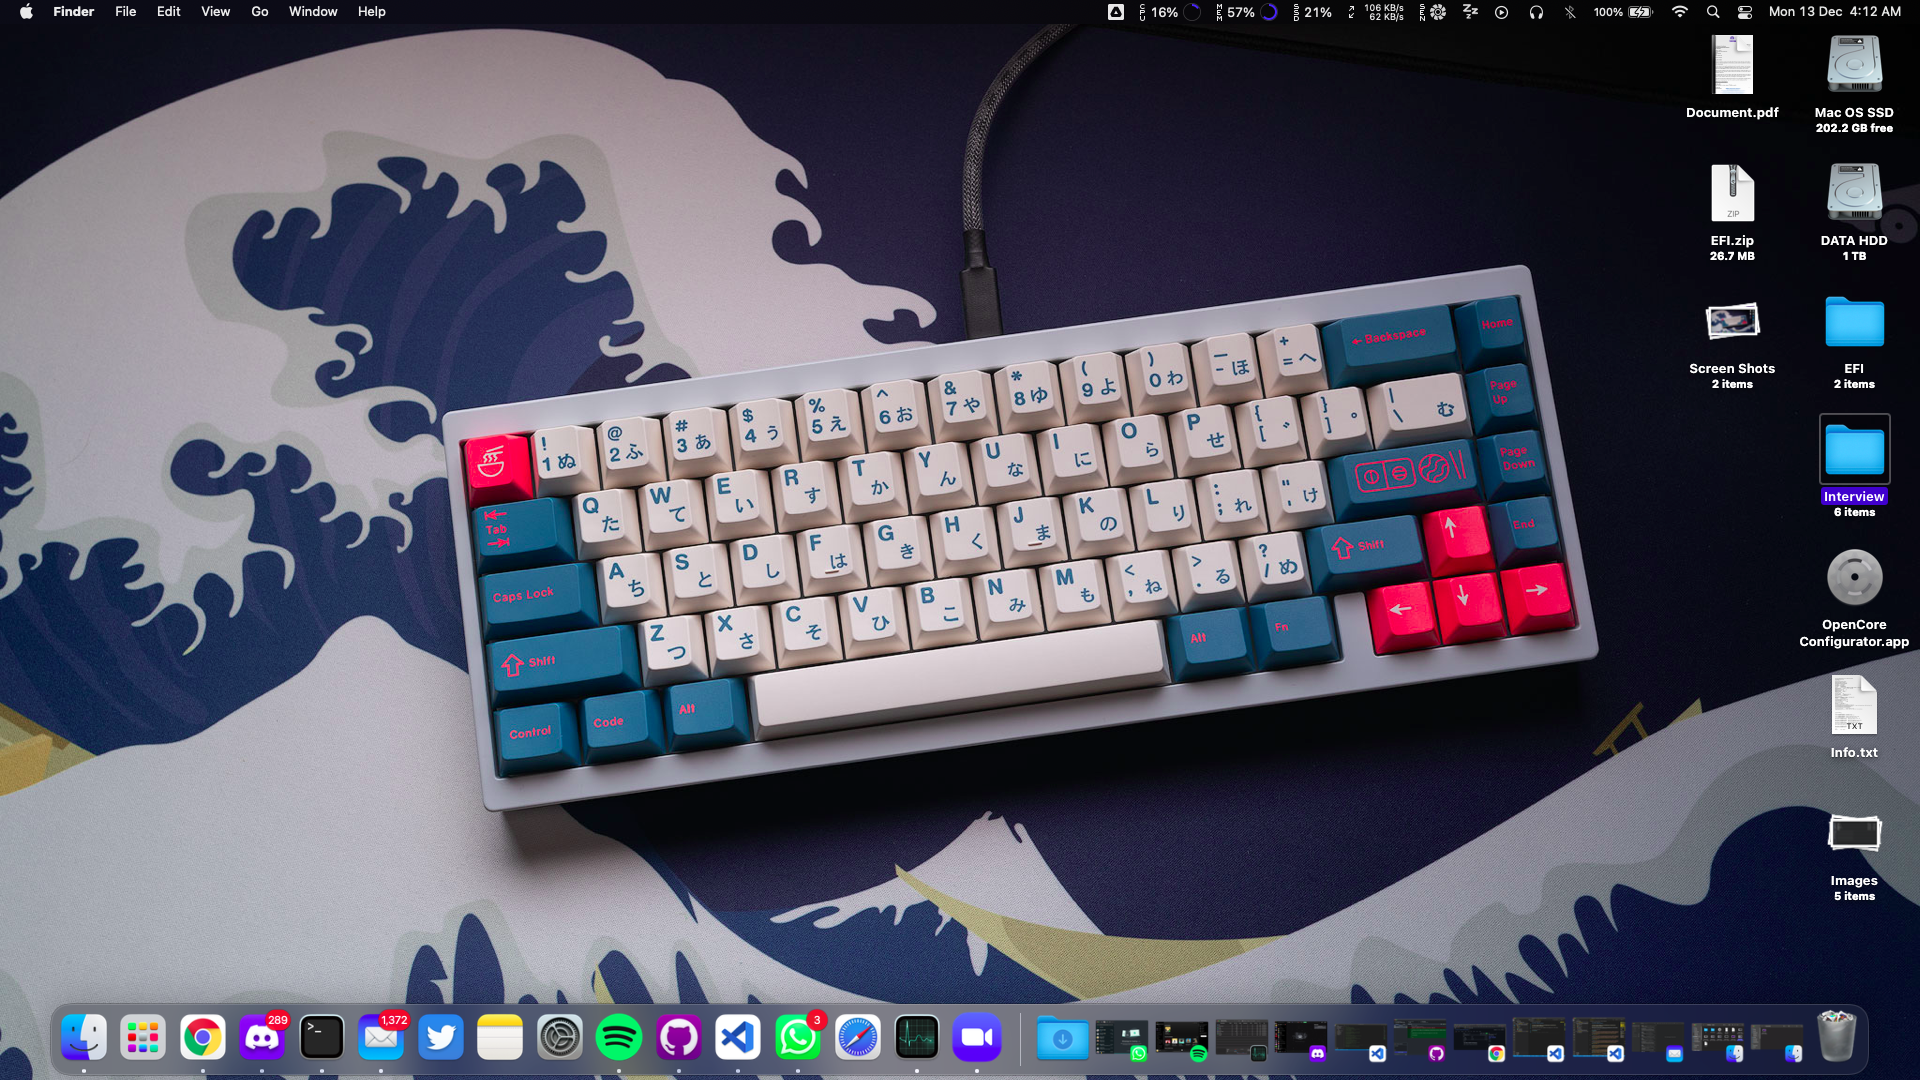 Finder File Edit View Go Window Help
CPU 16% MEM 57% SSD 21% 106 KB/s 62 KB/s SEN 100% Mon 13 Dec 4:12 AM
Document.pdf
Mac OS SSD
202.2 GB free
ZIP
EFI.zip
26.7 MB
DATA HDD
1 TB
Screen Shots
2 items
EFI
2 items
Interview
6 items
OpenCore
Configurator.app
TXT
Info.txt
Images
5 items
! 1 ぬ @ 2 ふ # 3 あ $ 4 う % 5 え ^ 6 お & 7 や * 8 ゆ ( 9 よ ) 0 わ — - ほ + = へ ← Backspace Home
Tab Q た W て E い R す T か Y ん U な I に O ら P せ { [ ゛ } ] ゜ | \ む Page Up
Caps Lock A ち S と D し F は G き H く J ま K の L り : ; れ " ' け Page Down
Shift Z つ X さ C そ V ひ B こ N み M も < , ね > . る ? / め Shift ↑ End
Control Code Alt Alt Fn ← ↓ →
289
>_
1,372
3